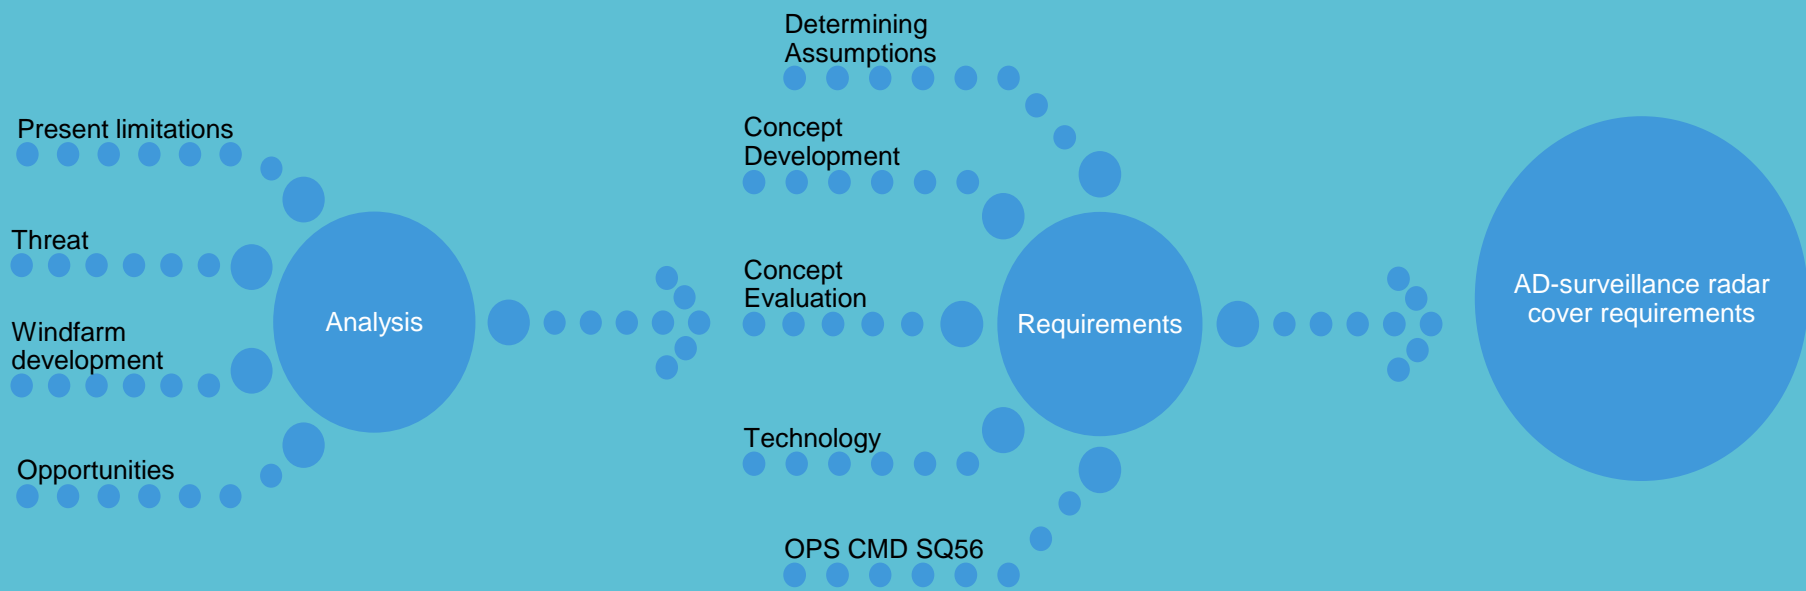 Present limitations
Threat
Windfarm
development
Opportunities
Analysis
Determining
Assumptions
Concept
Development
Concept
Evaluation
Technology
OPS CMD SQ56
Requirements
AD-surveillance radar
cover requirements